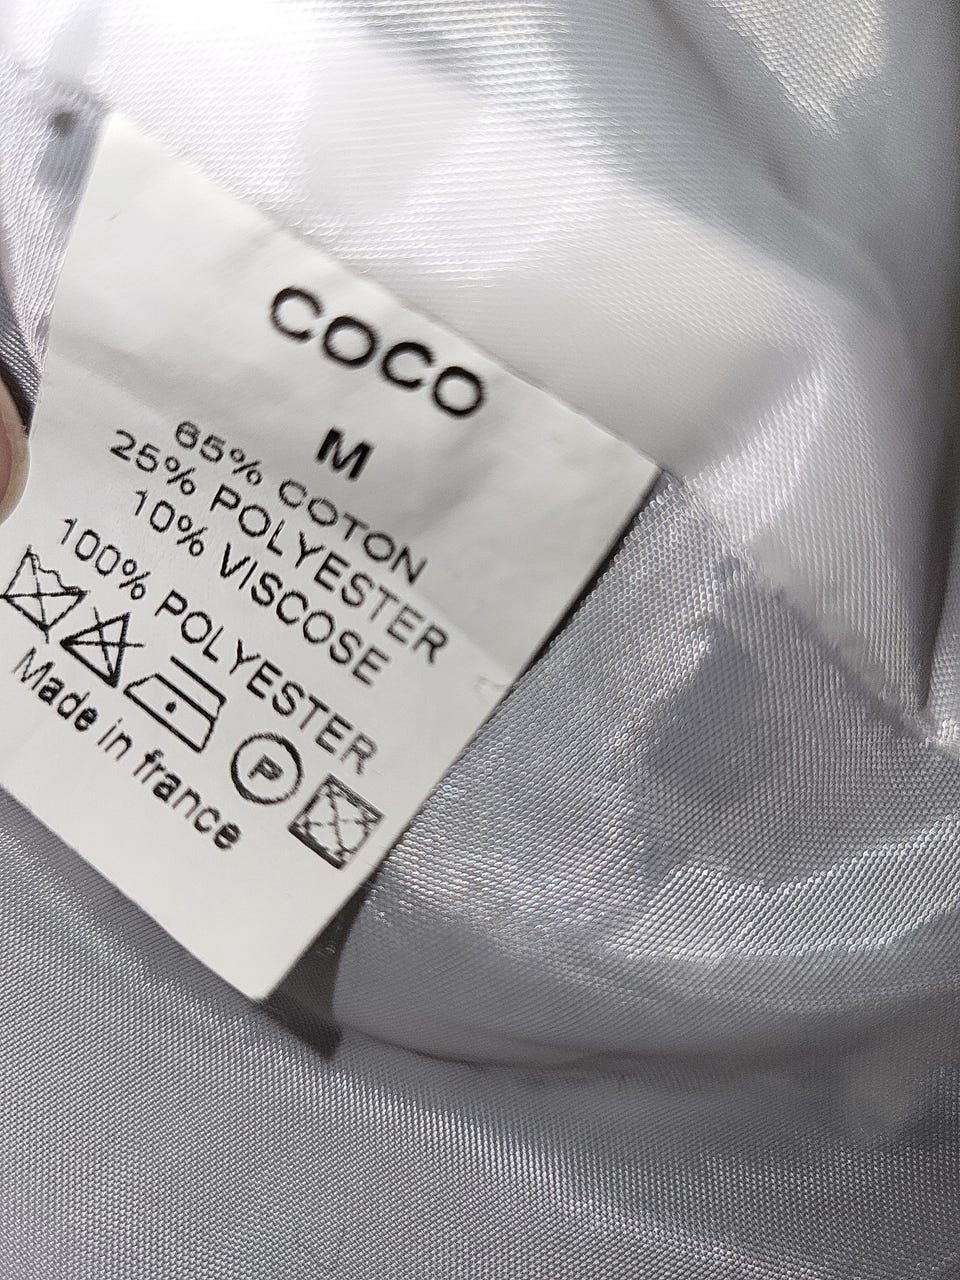 COCO
M
65% COTON
25% POLYESTER
10% VISCOSE
100% POLYESTER
P
Made in france